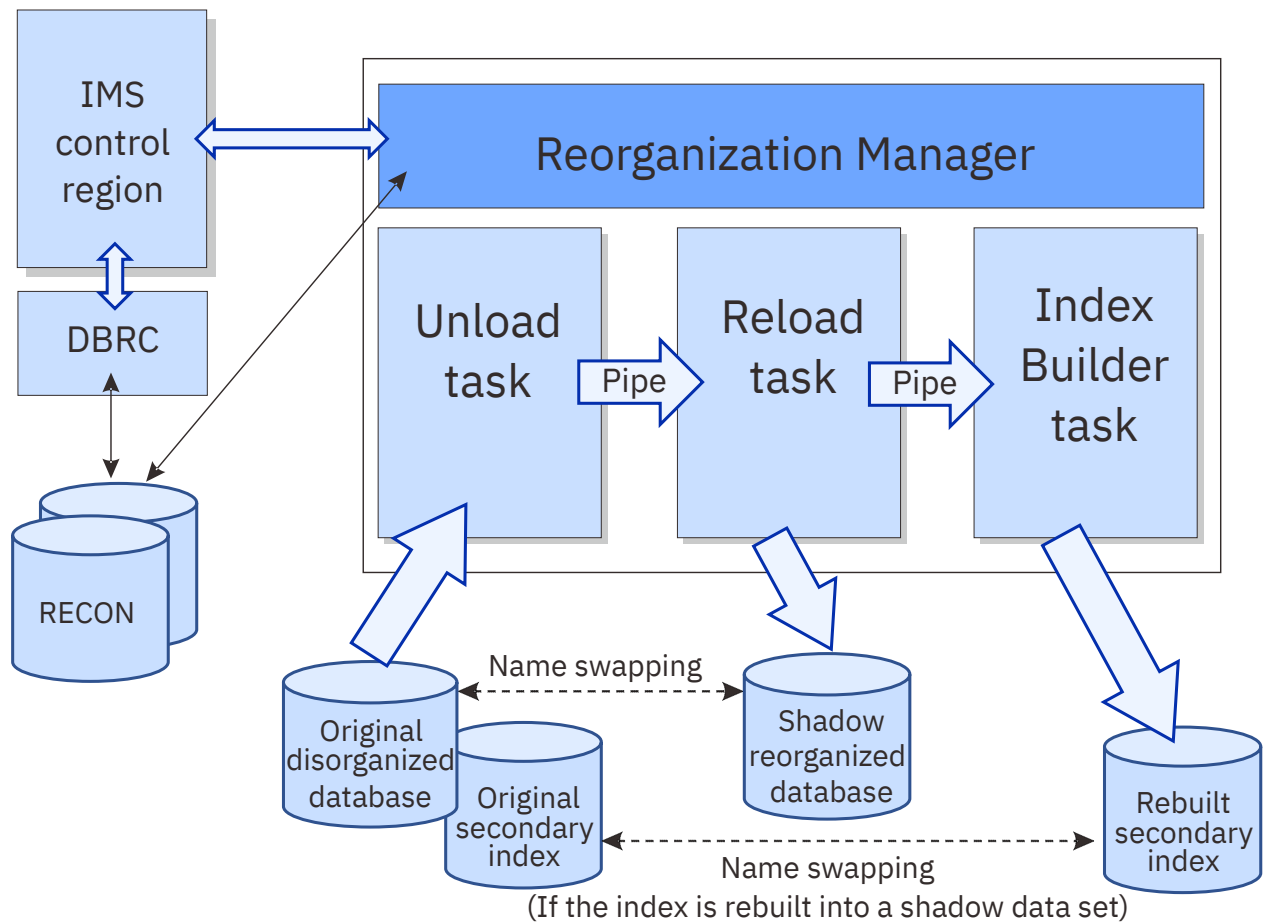 IMS
control
region
Reorganization Manager
DBRC
RECON
Unload
task
Pipe
Reload
task
Pipe
Index
Builder
task
Name swapping
Original
disorganized
database
Original
secondary
index
Shadow
reorganized
database
Rebuilt
secondary
index
Name swapping
(If the index is rebuilt into a shadow data set)